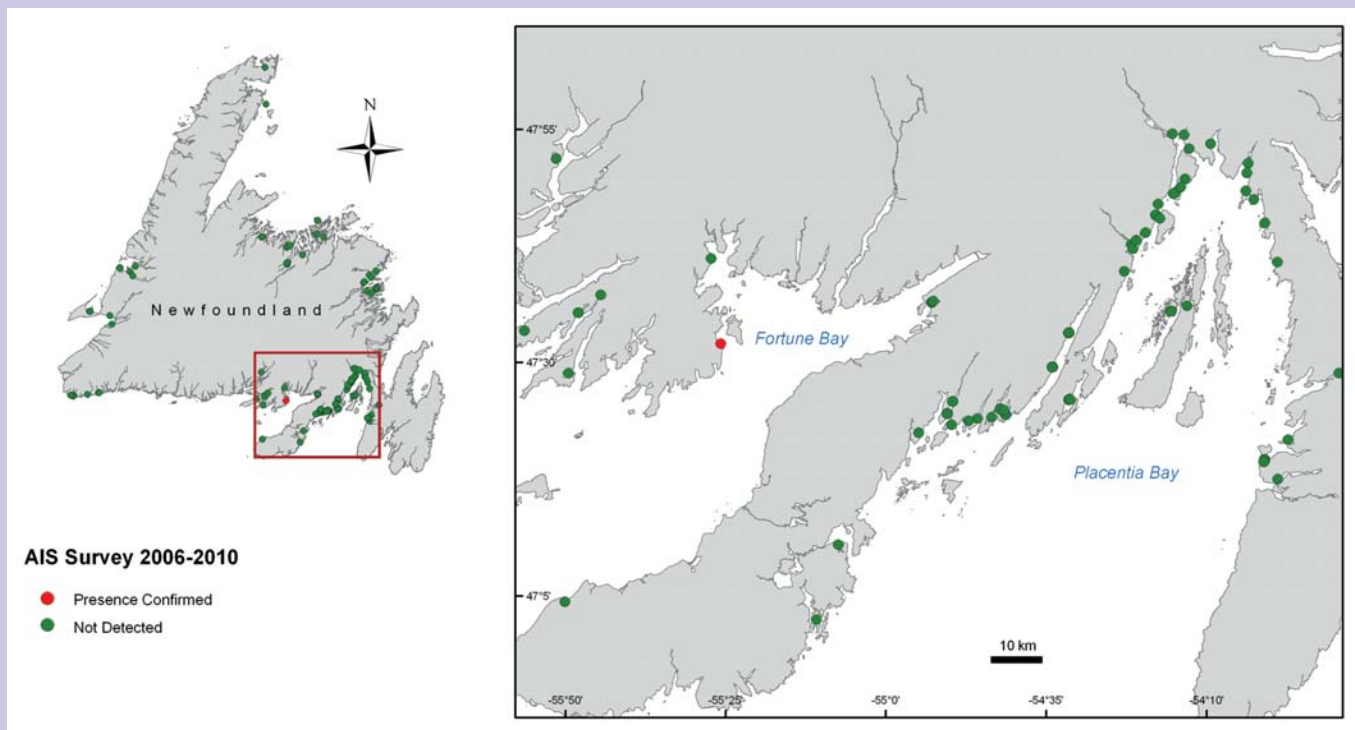 N
Newfoundland
AIS Survey 2006-2010
Presence Confirmed
Not Detected
47°55'
47°30'
47°5'
Fortune Bay
Placentia Bay
10 km
-55°50'
-55°25'
-55°0'
-54°35'
-54°10'